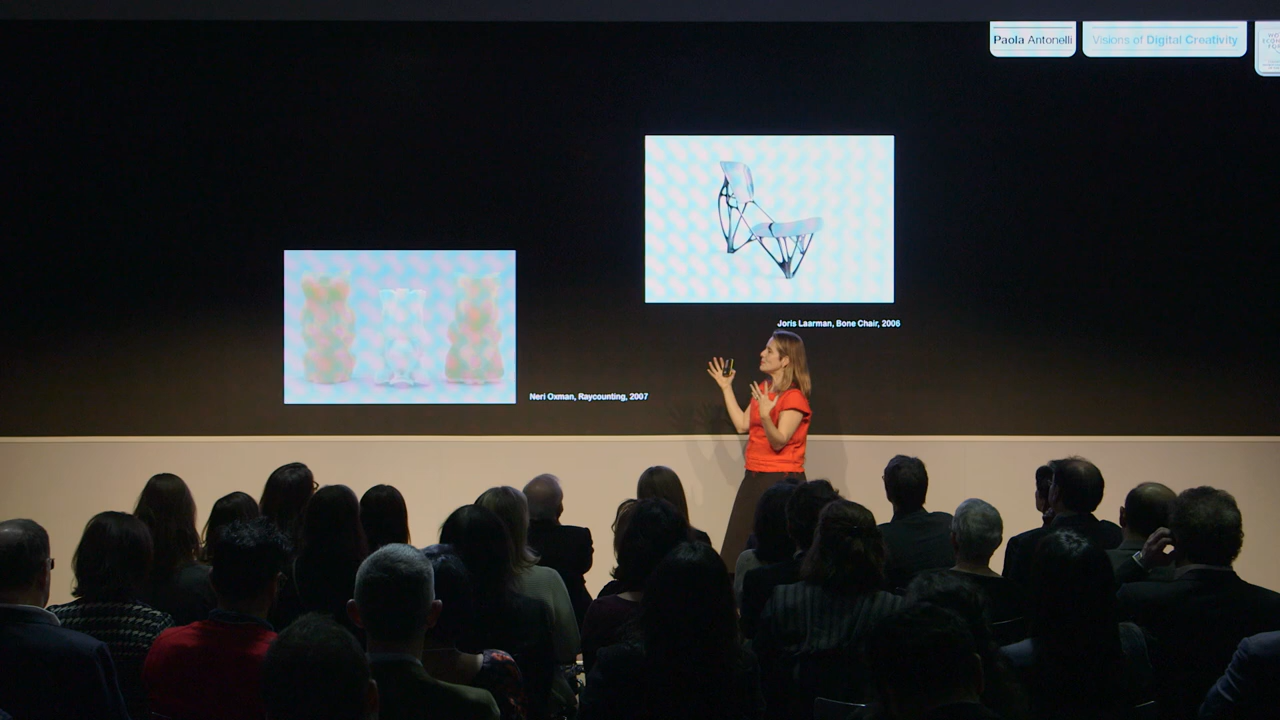 Paola Antonelli
Visions of Digital Creativity
Joris Laarman, Bone Chair, 2006
Neri Oxman, Raycounting, 2007